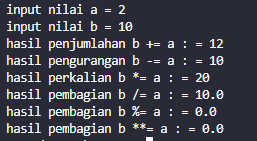 input nilai a = 2
input nilai b = 10
hasil penjumlahan b += a : = 12
hasil pengurangan b -= a : = 10
hasil perkalian b *= a : = 20
hasil pembagian b /= a : = 10.0
hasil pembagian b %= a : = 0.0
hasil pembagian b **= a : = 0.0